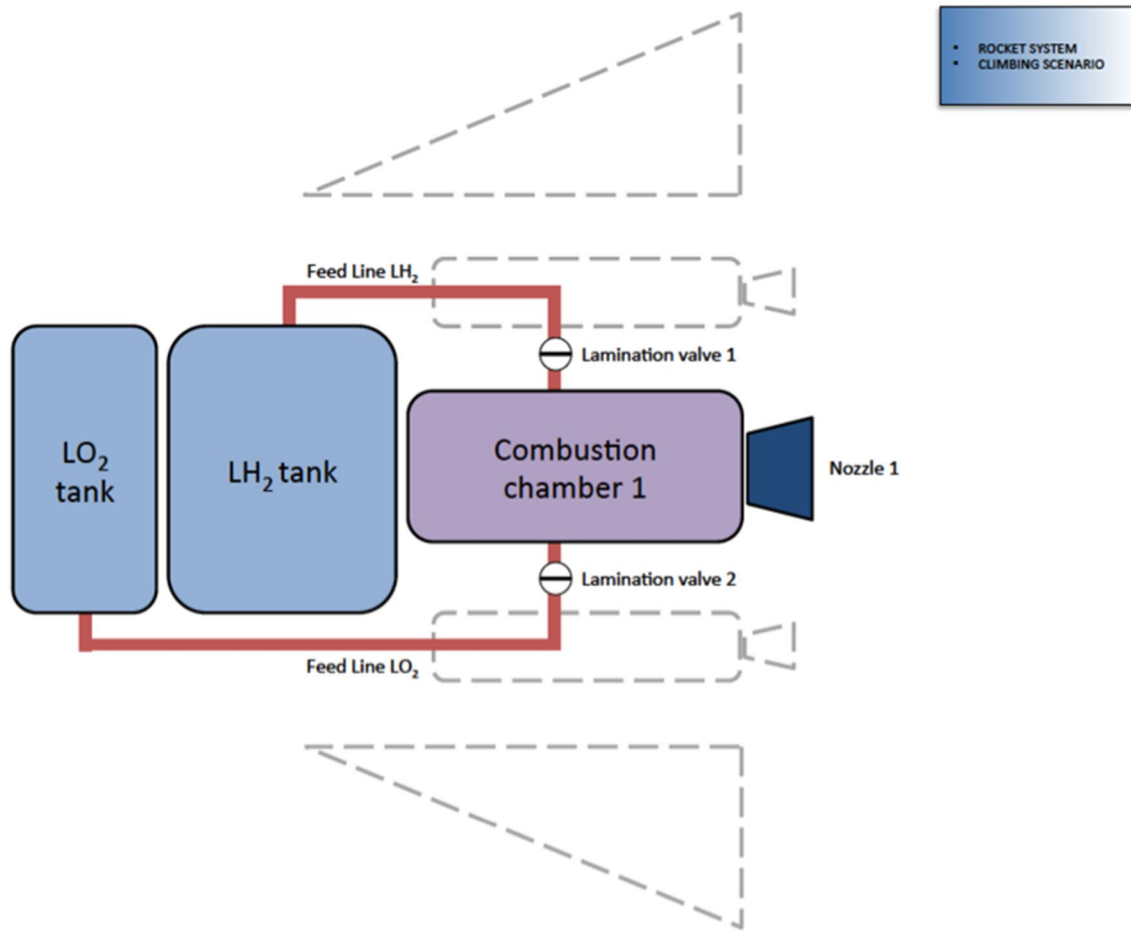 • ROCKET SYSTEM
• CLIMBING SCENARIO
Feed Line LH₂
Lamination valve 1
LO₂
tank
LH₂ tank
Combustion
chamber 1
Nozzle 1
Lamination valve 2
Feed Line LO₂